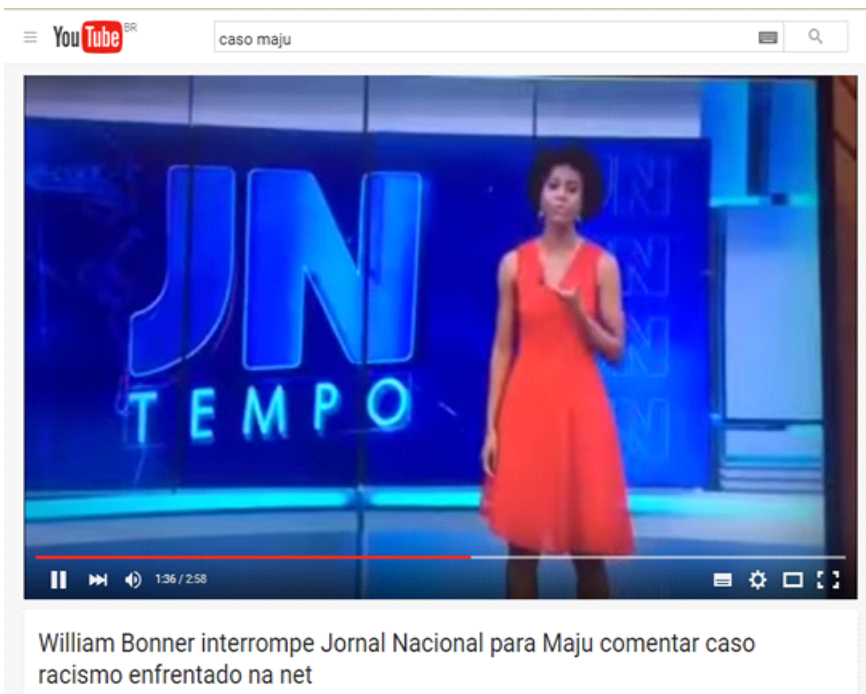 YouTube BR
caso maju
JN
TEMPO
1:36 / 2:58
William Bonner interrompe Jornal Nacional para Maju comentar caso
racismo enfrentado na net